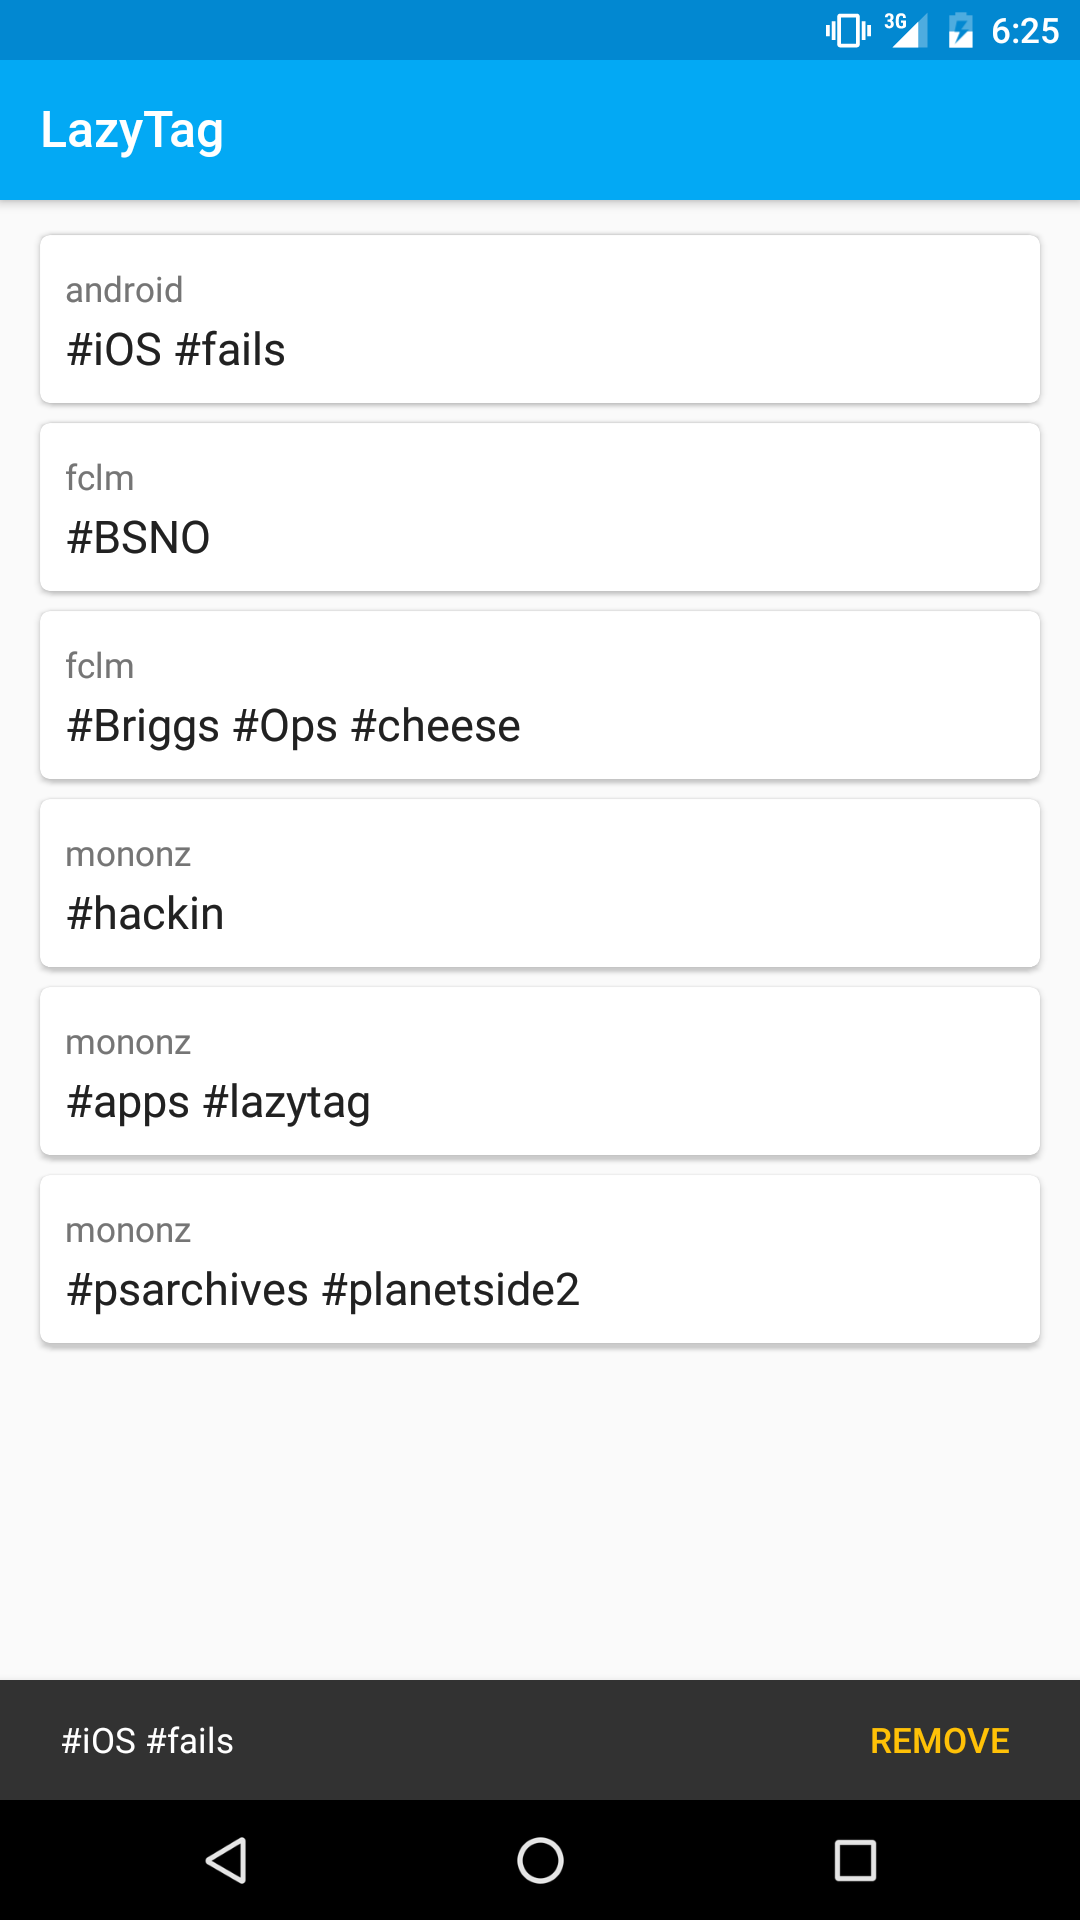 3G 6:25
LazyTag
android
#iOS #fails
fclm
#BSNO
fclm
#Briggs #Ops #cheese
mononz
#hackin
mononz
#apps #lazytag
mononz
#psarchives #planetside2
#iOS #fails REMOVE